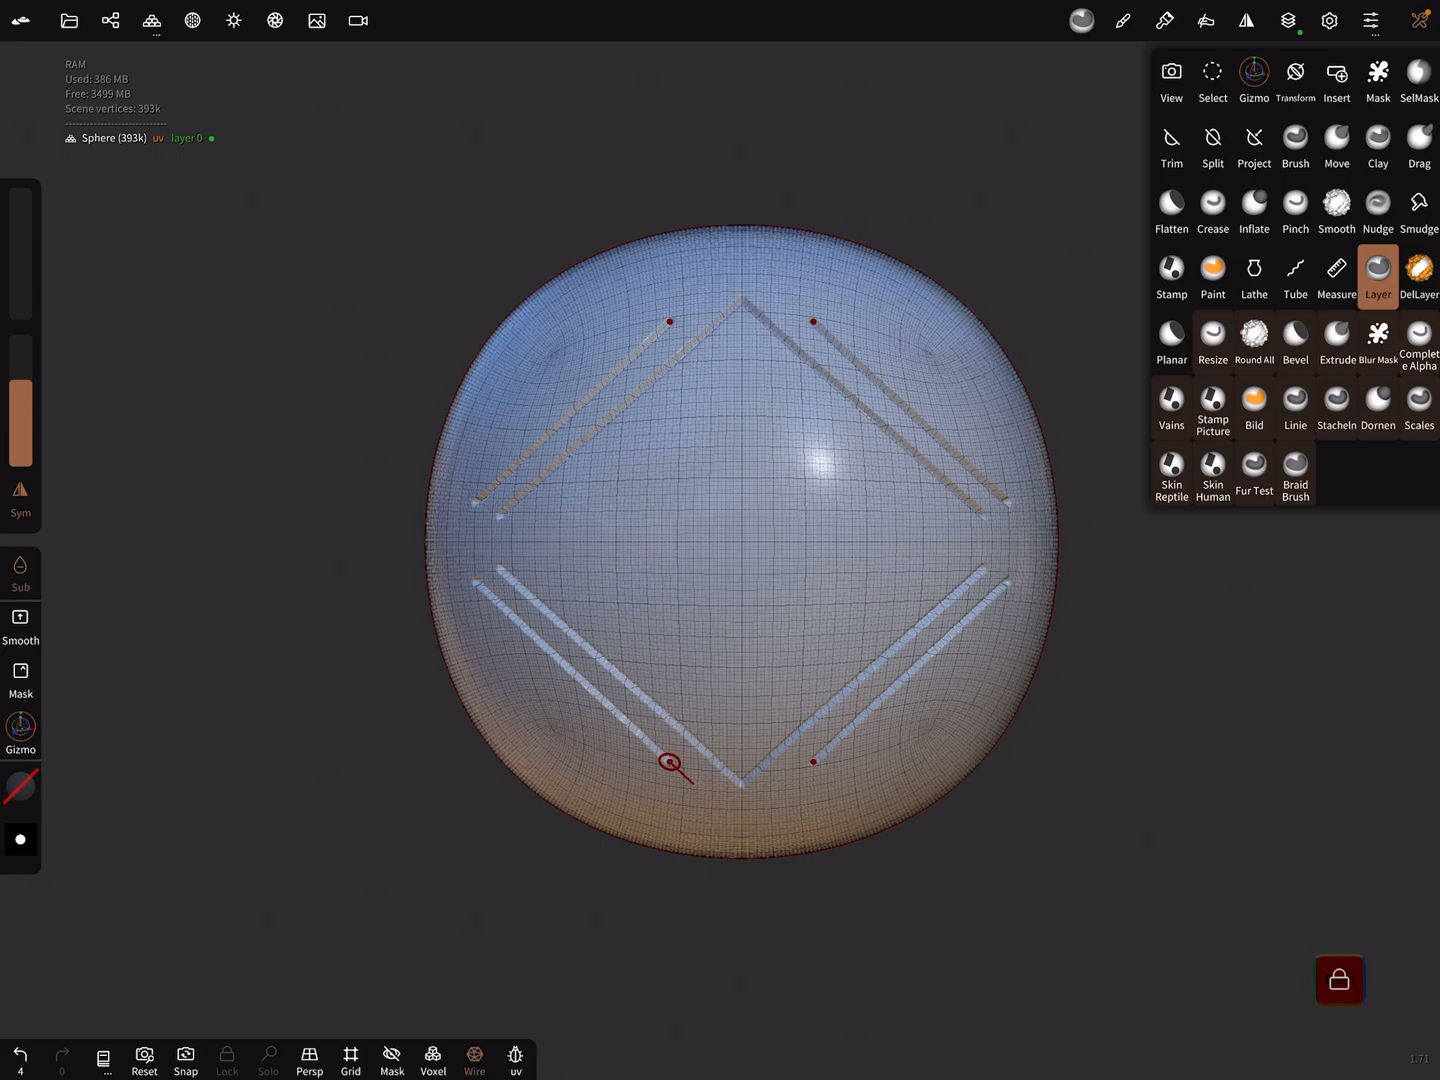 ...
...
RAM
Used: 386 MB
Free: 3499 MB
Scene vertices: 393k
-----------------------------
Sphere (393k) uv layer 0
View Select Gizmo Transform Insert Mask SelMask
Trim Split Project Brush Move Clay Drag
Flatten Crease Inflate Pinch Smooth Nudge Smudge
Stamp Paint Lathe Tube Measure Layer DelLayer
Planar Resize Round All Bevel Extrude Blur Mask Complet
e Alpha
Vains Stamp
Picture Bild Linie Stacheln Dornen Scales
Skin
Reptile Skin
Human Fur Test Braid
Brush
Sym
Sub
Smooth
Mask
Gizmo
4 0 ... Reset Snap Lock Solo Persp Grid Mask Voxel Wire uv
1.71